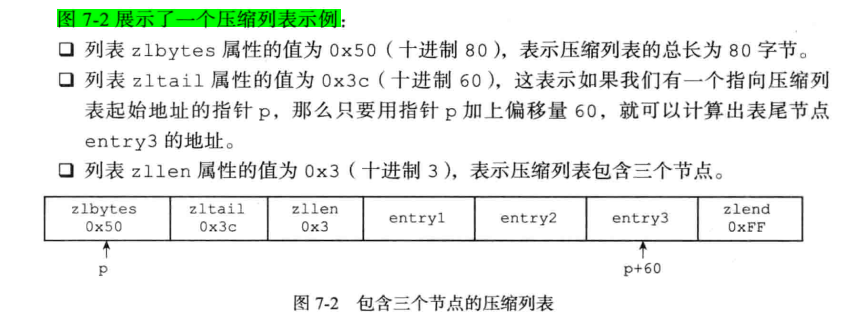 图 7-2 展示了一个压缩列表示例:
❑ 列表 zlbytes 属性的值为 0x50（十进制 80），表示压缩列表的总长为 80 字节。
❑ 列表 zltail 属性的值为 0x3c（十进制 60），这表示如果我们有一个指向压缩列
表起始地址的指针 p，那么只要用指针 p 加上偏移量 60，就可以计算出表尾节点
entry3 的地址。
❑ 列表 zllen 属性的值为 0x3（十进制 3），表示压缩列表包含三个节点。
zlbytes zltail zllen entry1 entry2 entry3 zlend
0x50 0x3c 0x3 0xFF
p p+60
图 7-2 包含三个节点的压缩列表